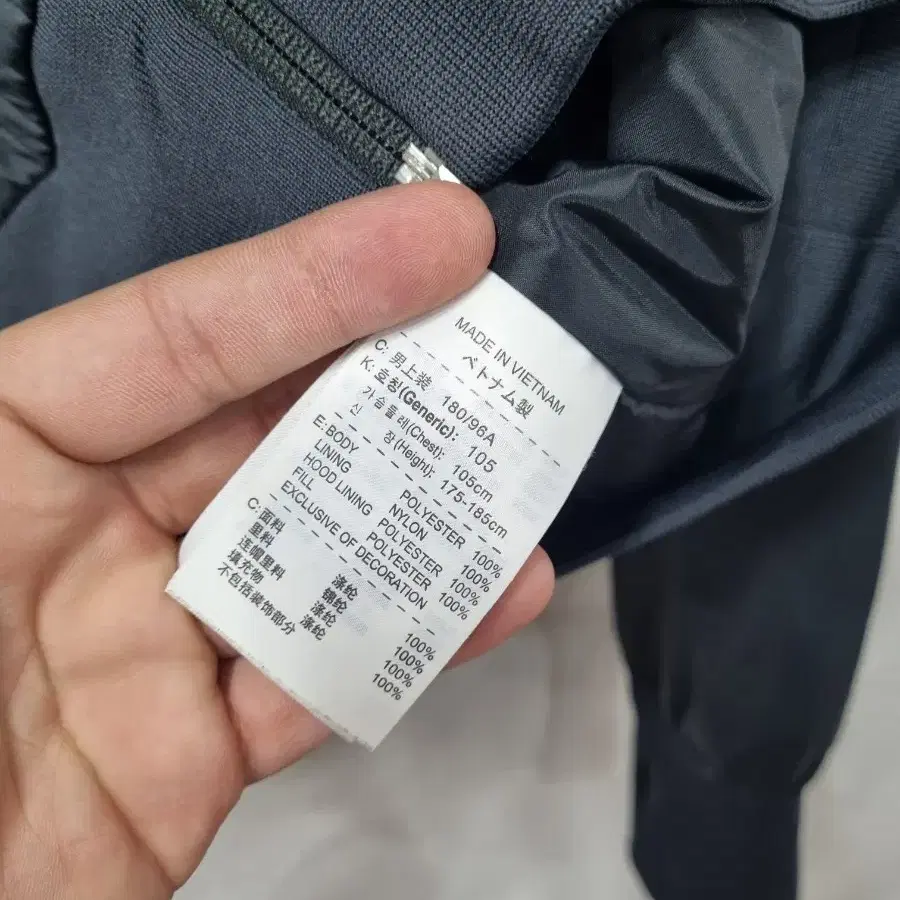 MADE IN VIETNAM
ベトナム製
C: 男上装 180/96A
K: 호칭(Generic): 105
가슴둘레(Chest): 105cm
신 장(Height): 175-185cm
E: BODY POLYESTER 100%
LINING NYLON 100%
HOOD LINING POLYESTER 100%
FILL POLYESTER 100%
EXCLUSIVE OF DECORATION
C: 面料 涤纶 100%
里料 锦纶 100%
连帽里料 涤纶 100%
填充物 涤纶 100%
不包括装饰部分